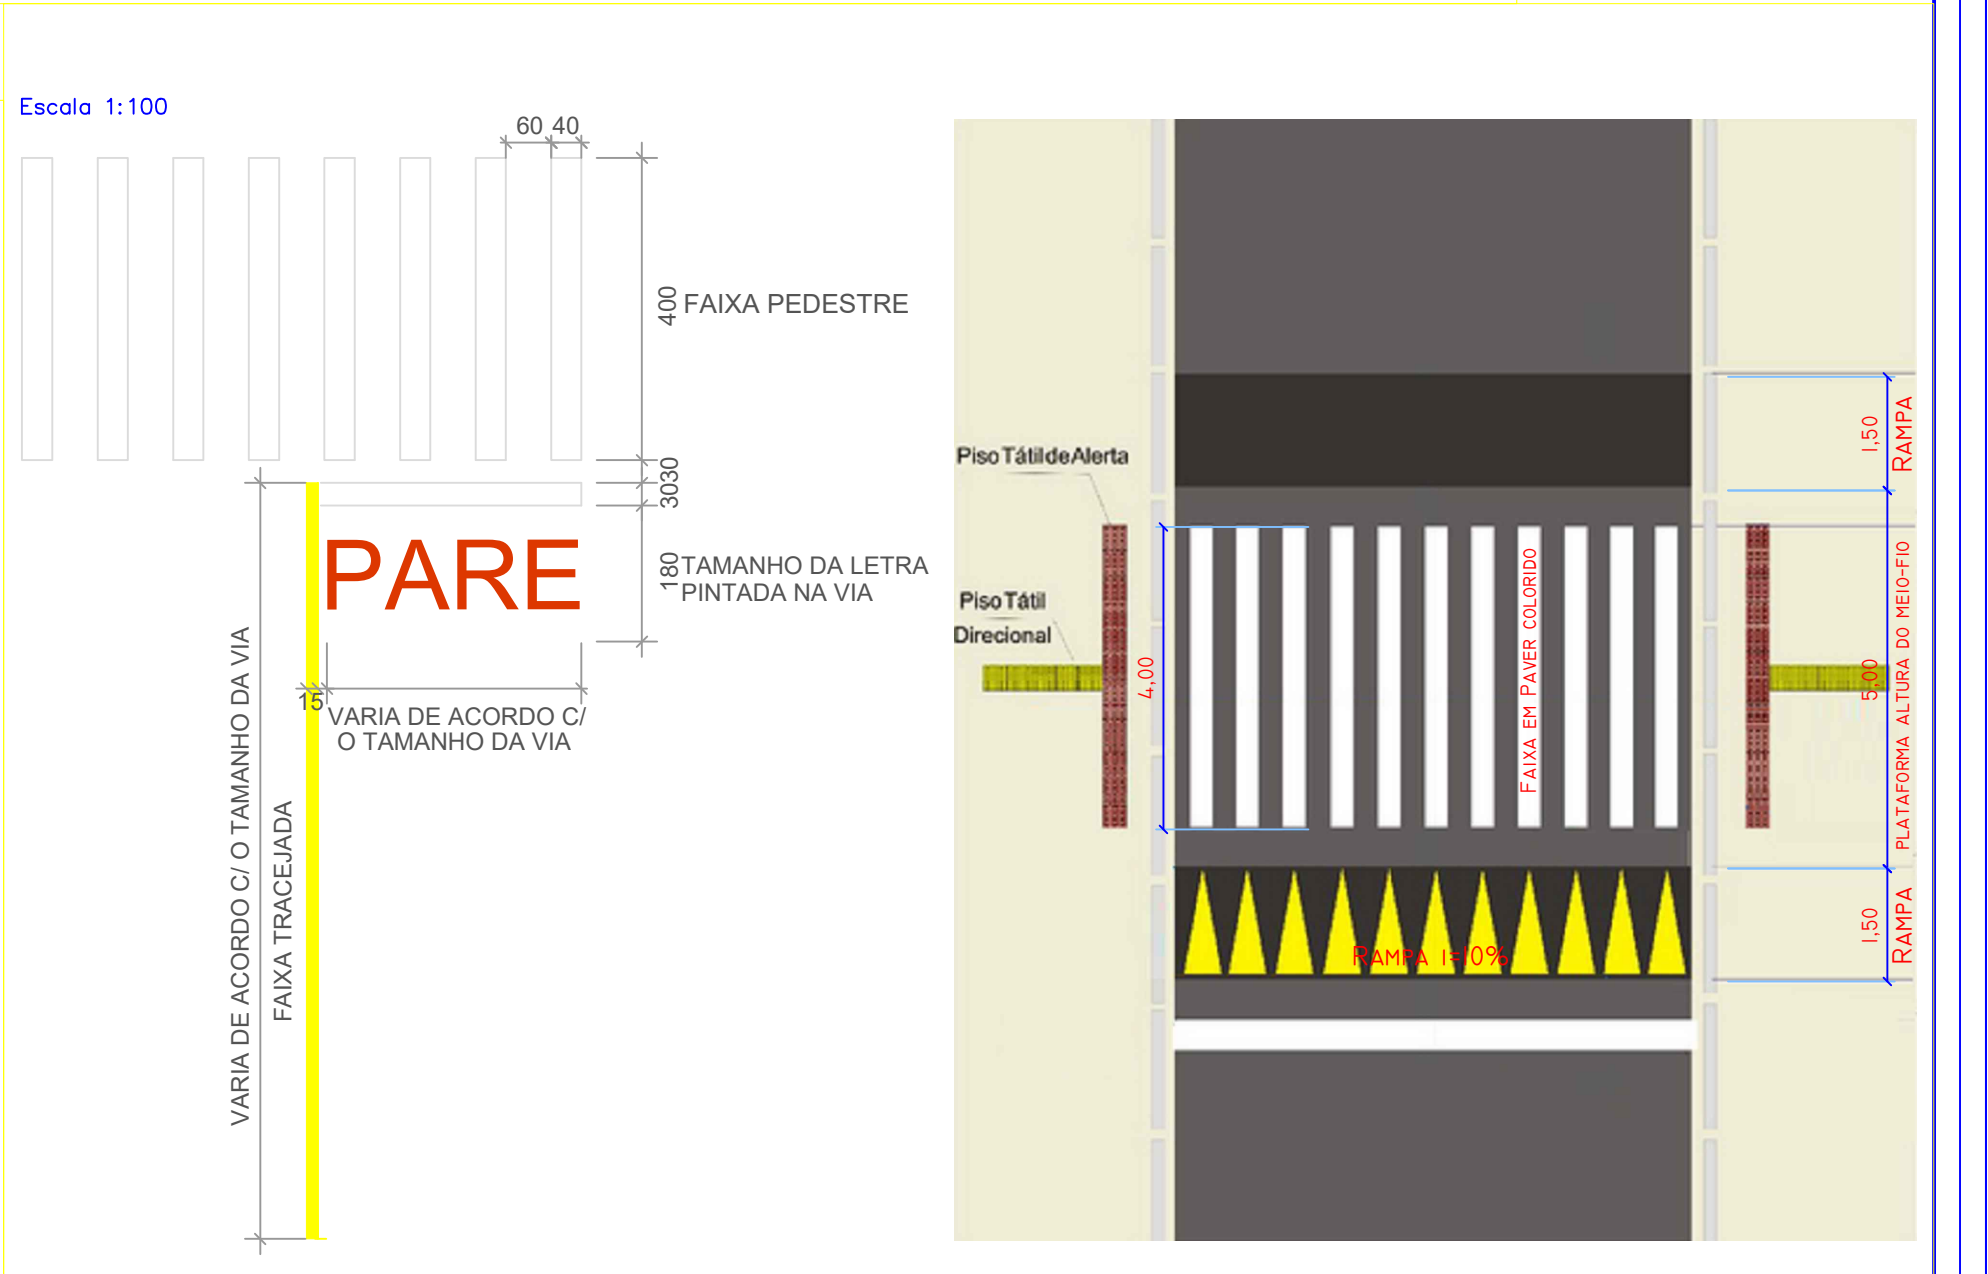 Escala 1:100
60 40
400
FAIXA PEDESTRE
30
30
PARE
180
TAMANHO DA LETRA
PINTADA NA VIA
15
VARIA DE ACORDO C/
O TAMANHO DA VIA
VARIA DE ACORDO C/ O TAMANHO DA VIA
FAIXA TRACEJADA
Piso Tátil de Alerta
Piso Tátil
Direcional
4,00
FAIXA EM PAVER COLORIDO
RAMPA I=10%
1,50
RAMPA
5,00
PLATAFORMA ALTURA DO MEIO-FIO
1,50
RAMPA